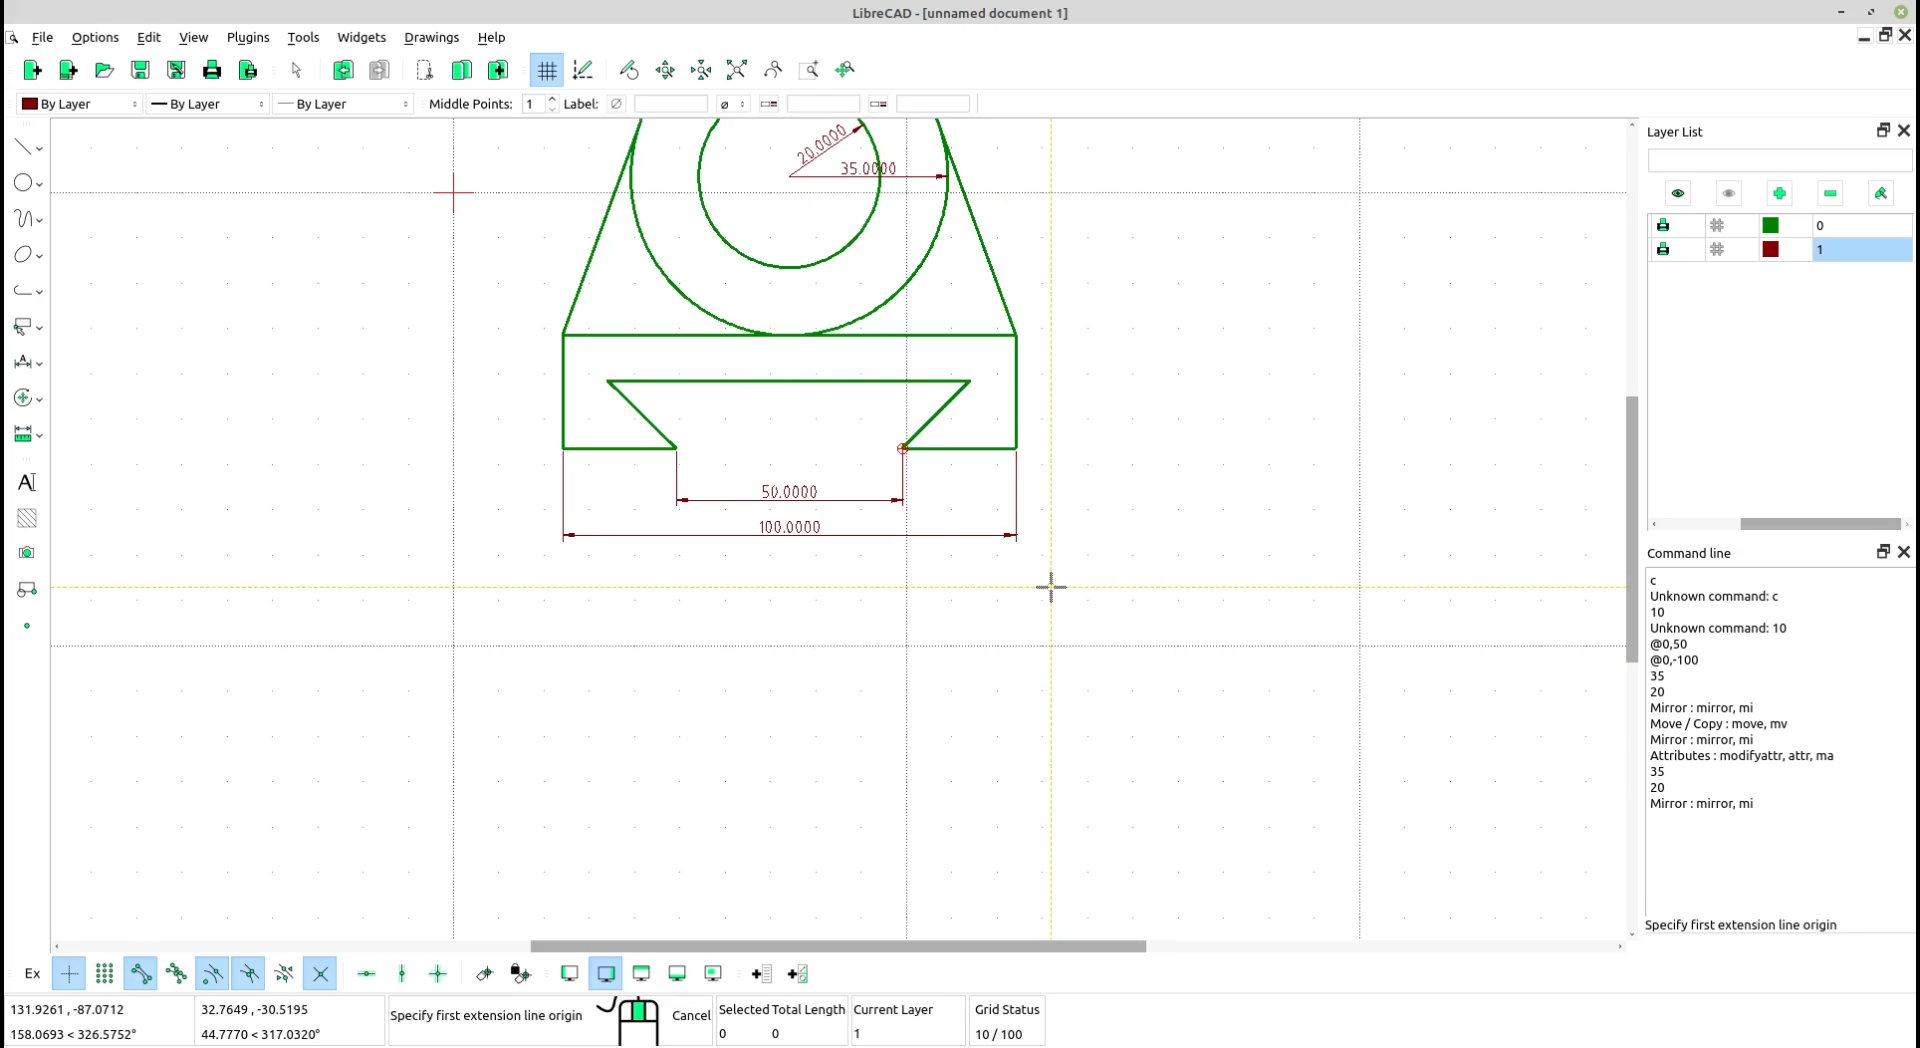 LibreCAD - [unnamed document 1]
File Options Edit View Plugins Tools Widgets Drawings Help
By Layer By Layer By Layer Middle Points: 1 Label: ⌀ ⌀
Layer List
0
1
20.0000
35.0000
50.0000
100.0000
A
Command line
c
Unknown command: c
10
Unknown command: 10
@0,50
@0,-100
35
20
Mirror : mirror, mi
Move / Copy : move, mv
Mirror : mirror, mi
Attributes : modifyattr, attr, ma
35
20
Mirror : mirror, mi
Specify first extension line origin
Ex
131.9261 , -87.0712
158.0693 < 326.5752°
32.7649 , -30.5195
44.7770 < 317.0320°
Specify first extension line origin
Cancel
Selected Total Length
0 0
Current Layer
1
Grid Status
10 / 100